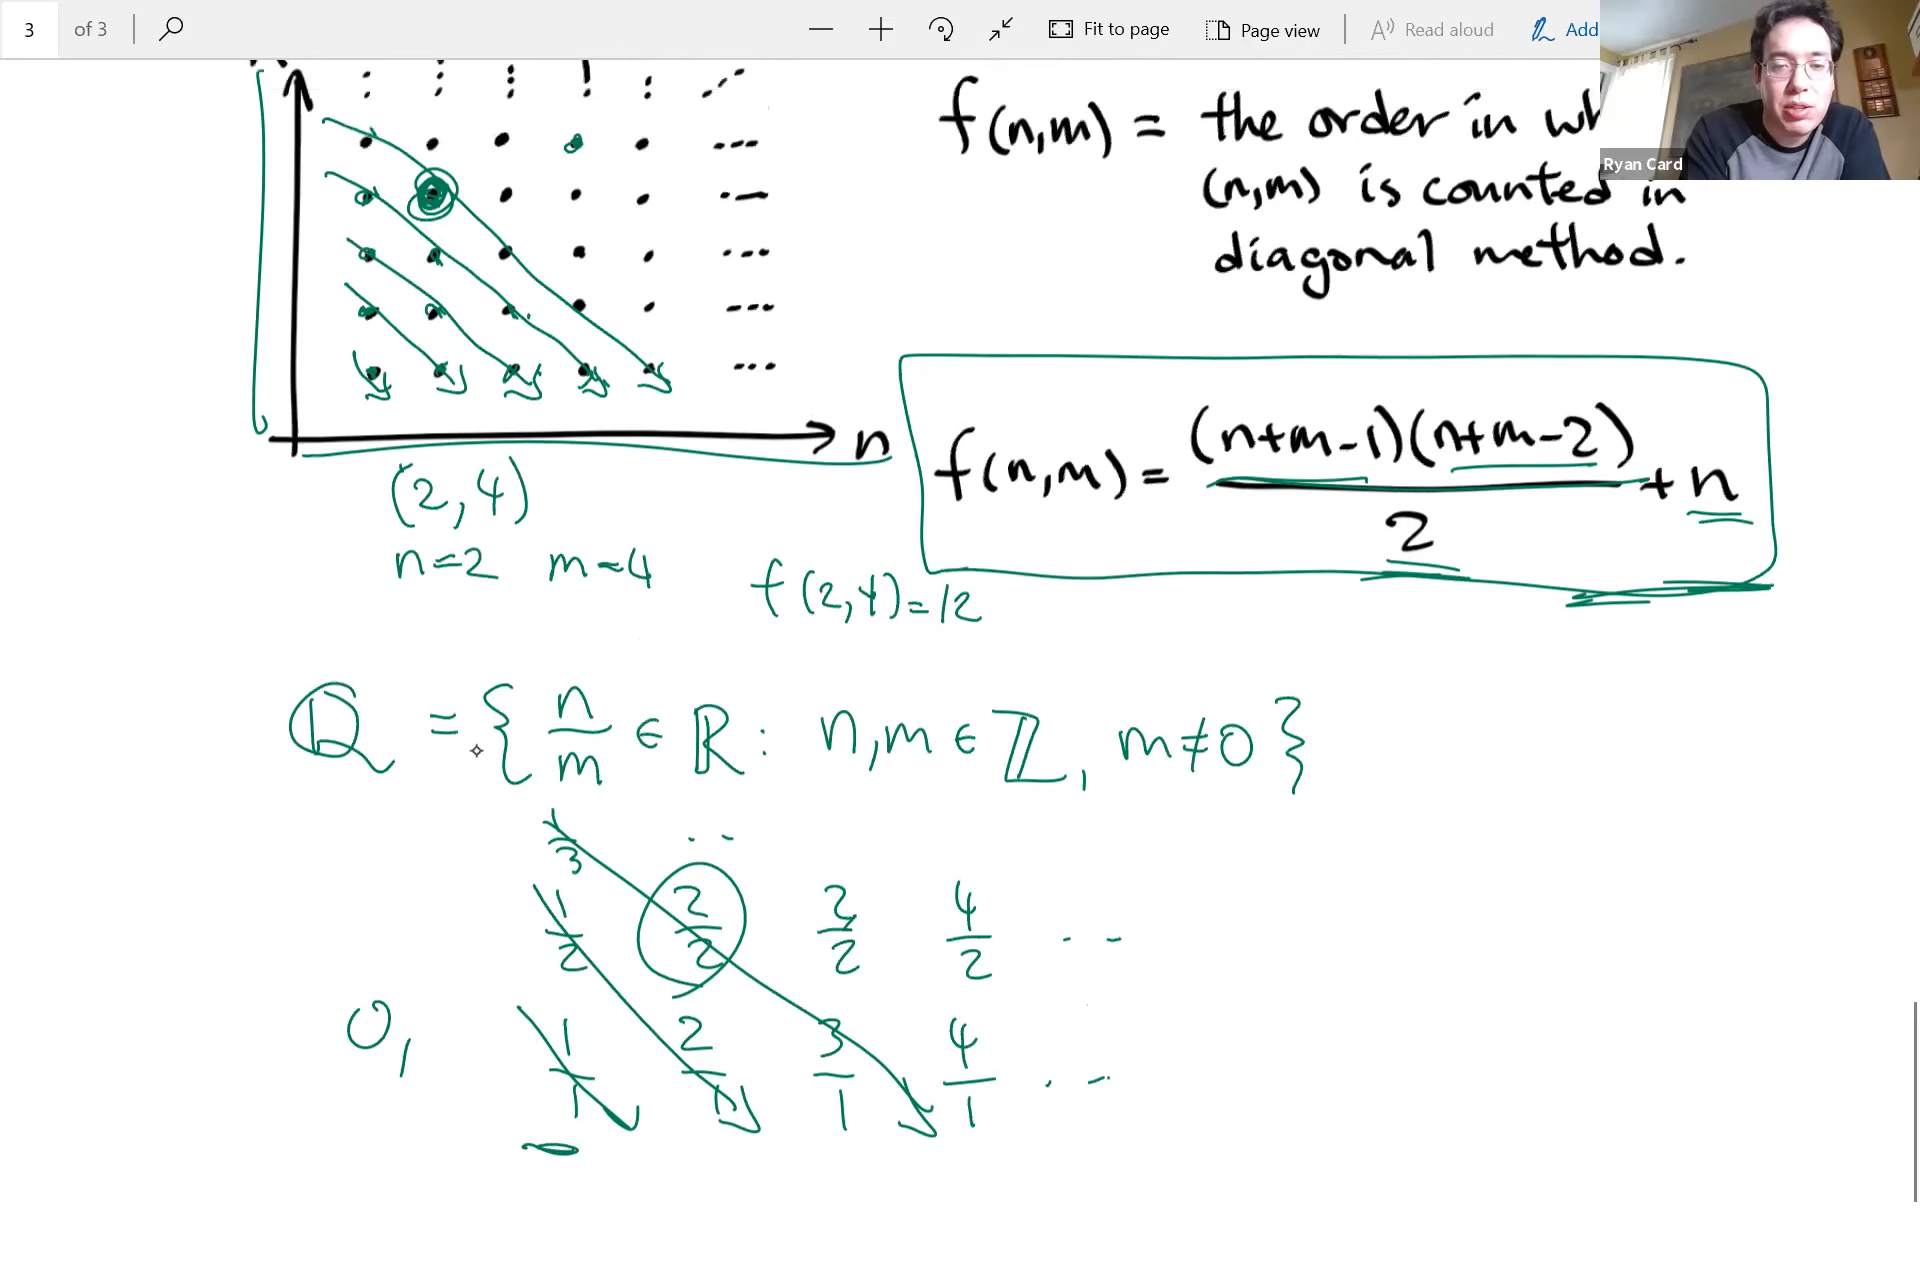 3 of 3 Fit to page Page view Read aloud Add
Ryan Card
f(n,m) = the order in wh
(n,m) is counted in
diagonal method.
n
f(n,m) = (n+m-1)(n+m-2)/2 + n
(2,4)
n=2 m=4 f(2,4)=12
ℚ = { n/m ∈ ℝ: n,m ∈ ℤ, m≠0 }
1/3 ..
1/2 2/2 3/2 4/2 ..
0, 1/1 2/1 3/1 4/1 ..